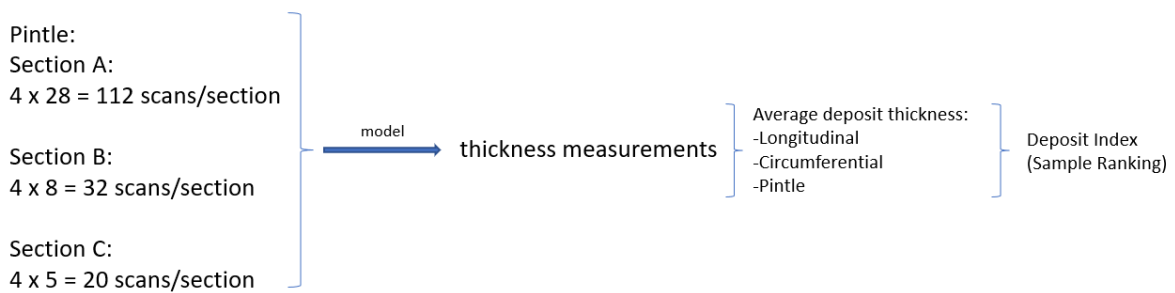 Pintle:
Section A:
4 x 28 = 112 scans/section
Section B:
4 x 8 = 32 scans/section
Section C:
4 x 5 = 20 scans/section
model
thickness measurements
Average deposit thickness:
-Longitudinal
-Circumferential
-Pintle
Deposit Index
(Sample Ranking)